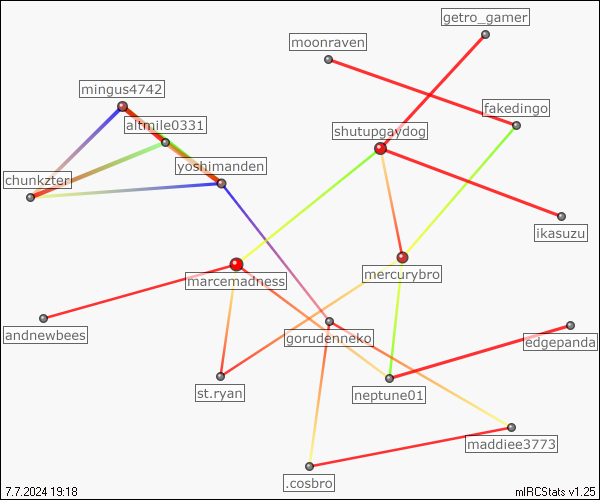 getro_gamer
moonraven
mingus4742
fakedingo
altmile0331
shutupgaydog
yoshimanden
chunkzter
ikasuzu
mercurybro
marcemadness
andnewbees
gorudenneko
edgepanda
st.ryan
neptune01
maddiee3773
.cosbro
7.7.2024 19:18
mIRCStats v1.25